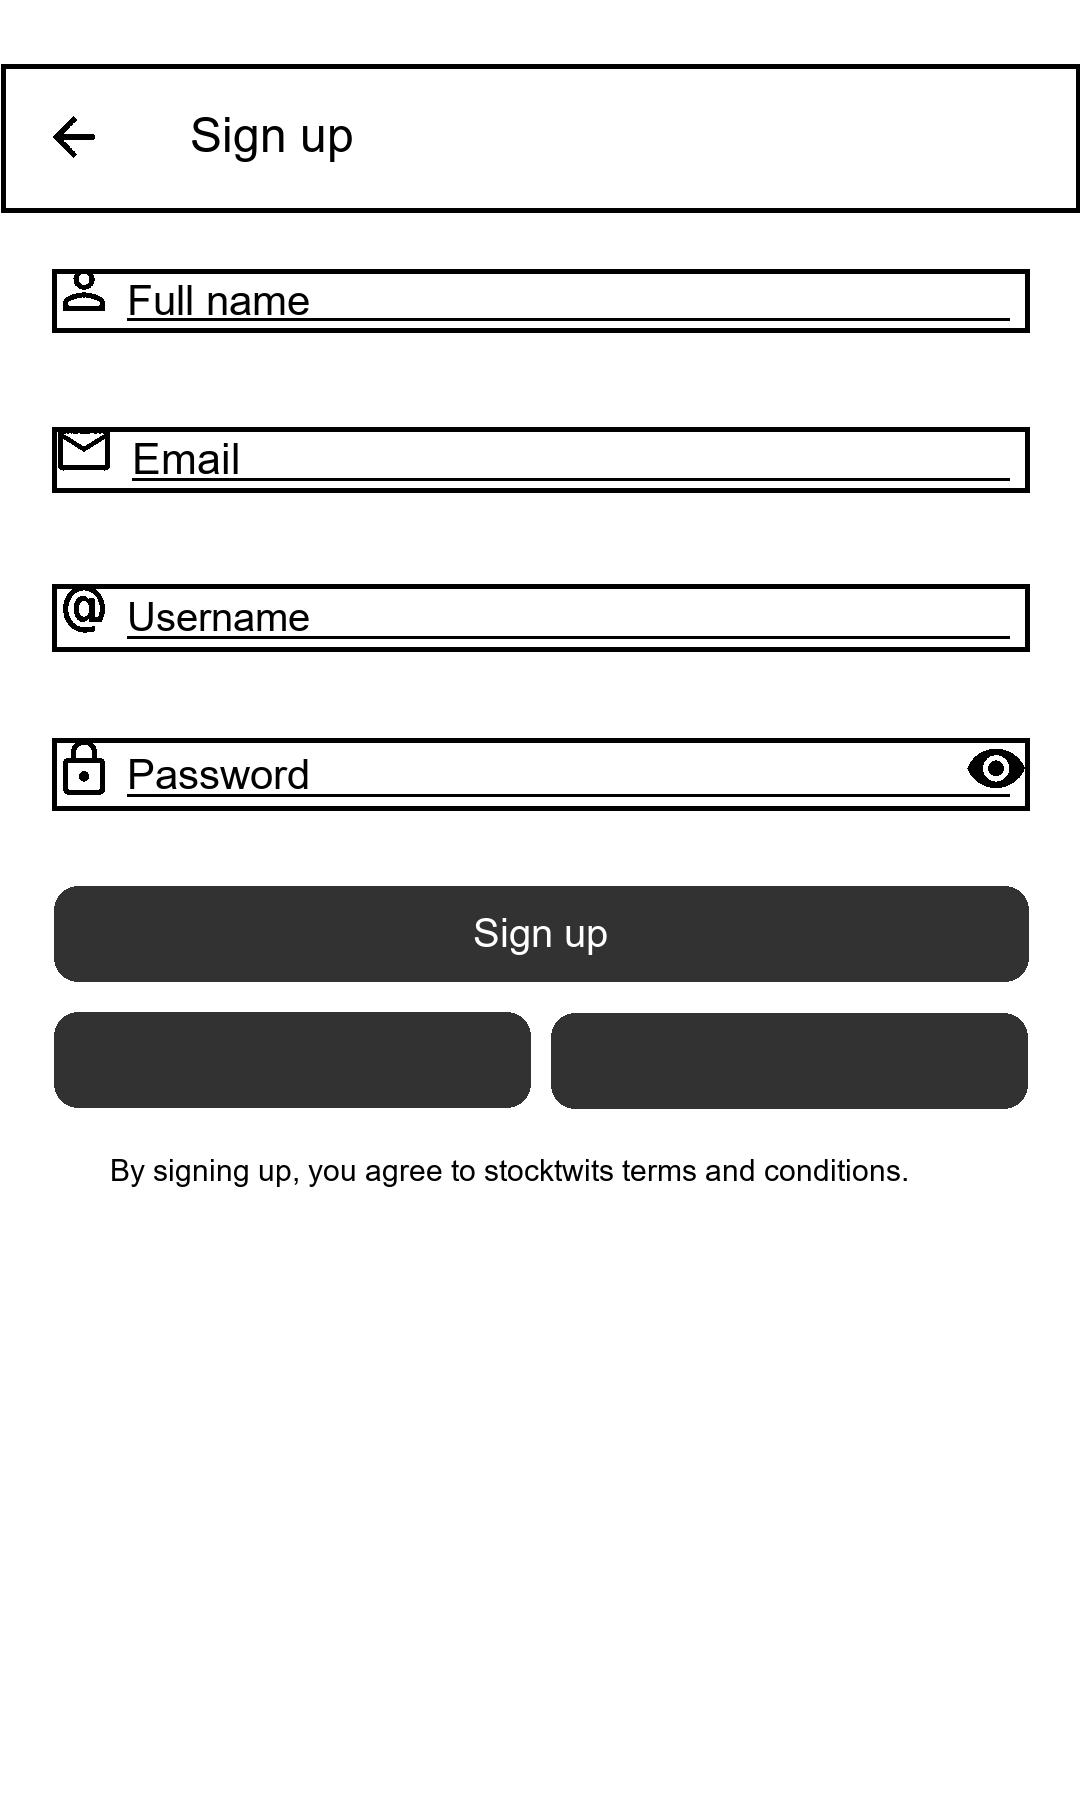 Sign up
Full name
Email
Username
Password
Sign up
By signing up, you agree to stocktwits terms and conditions.